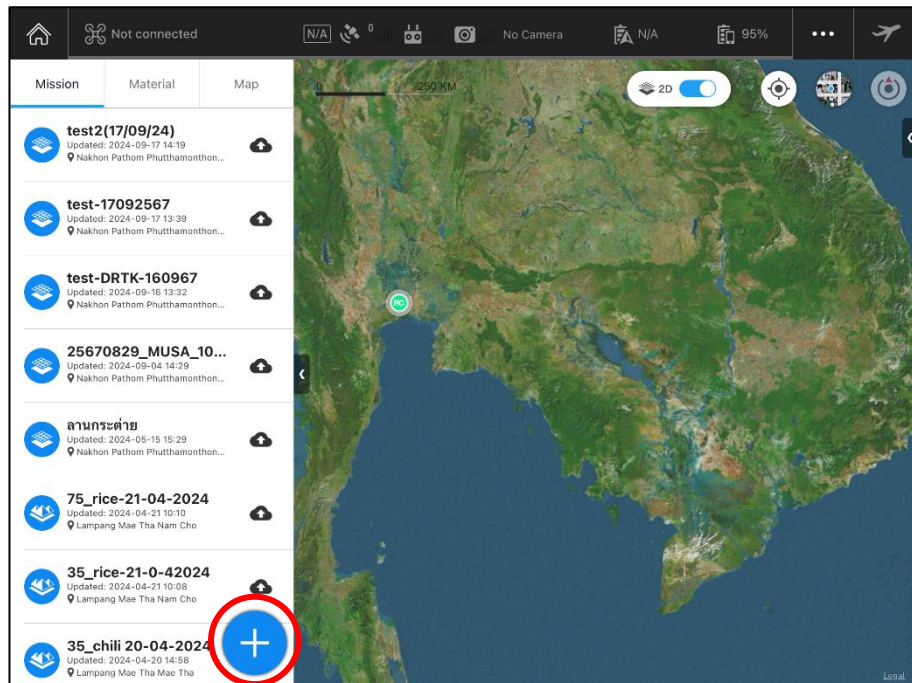 Not connected
N/A
0
No Camera
N/A
95%
Mission
Material
Map
0
250 KM
2D
test2(17/09/24)
Updated: 2024-09-17 14:19
Nakhon Pathom Phutthamonthon...
test-17092567
Updated: 2024-09-17 13:39
Nakhon Pathom Phutthamonthon...
test-DRTK-160967
Updated: 2024-09-16 13:32
Nakhon Pathom Phutthamonthon...
RC
25670829_MUSA_10...
Updated: 2024-09-04 14:29
Nakhon Pathom Phutthamonthon...
ลานกระต่าย
Updated: 2024-05-15 15:29
Nakhon Pathom Phutthamonthon...
75_rice-21-04-2024
Updated: 2024-04-21 10:10
Lampang Mae Tha Nam Cho
35_rice-21-0-42024
Updated: 2024-04-21 10:08
Lampang Mae Tha Nam Cho
35_chili 20-04-2024
Updated: 2024-04-20 14:58
Lampang Mae Tha Mae Tha
Legal